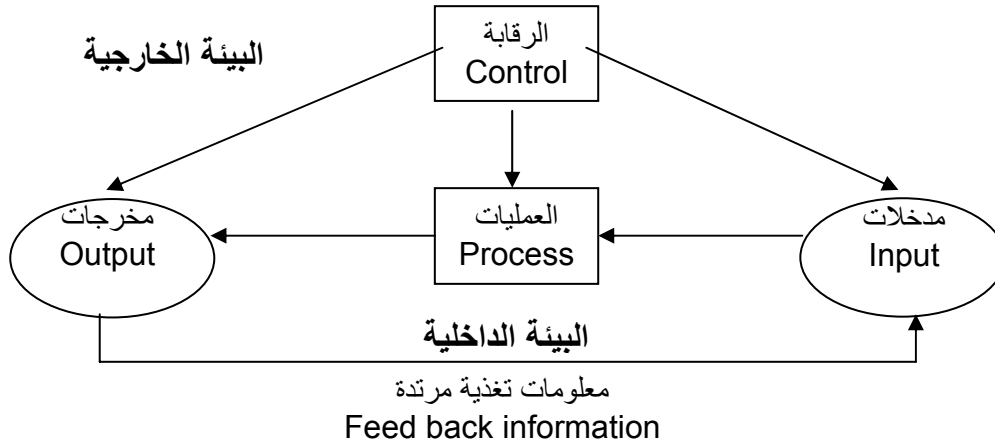 الرقابة
Control
البيئة الخارجية
مدخلات
Input
العمليات
Process
مخرجات
Output
البيئة الداخلية
معلومات تغذية مرتدة
Feed back information